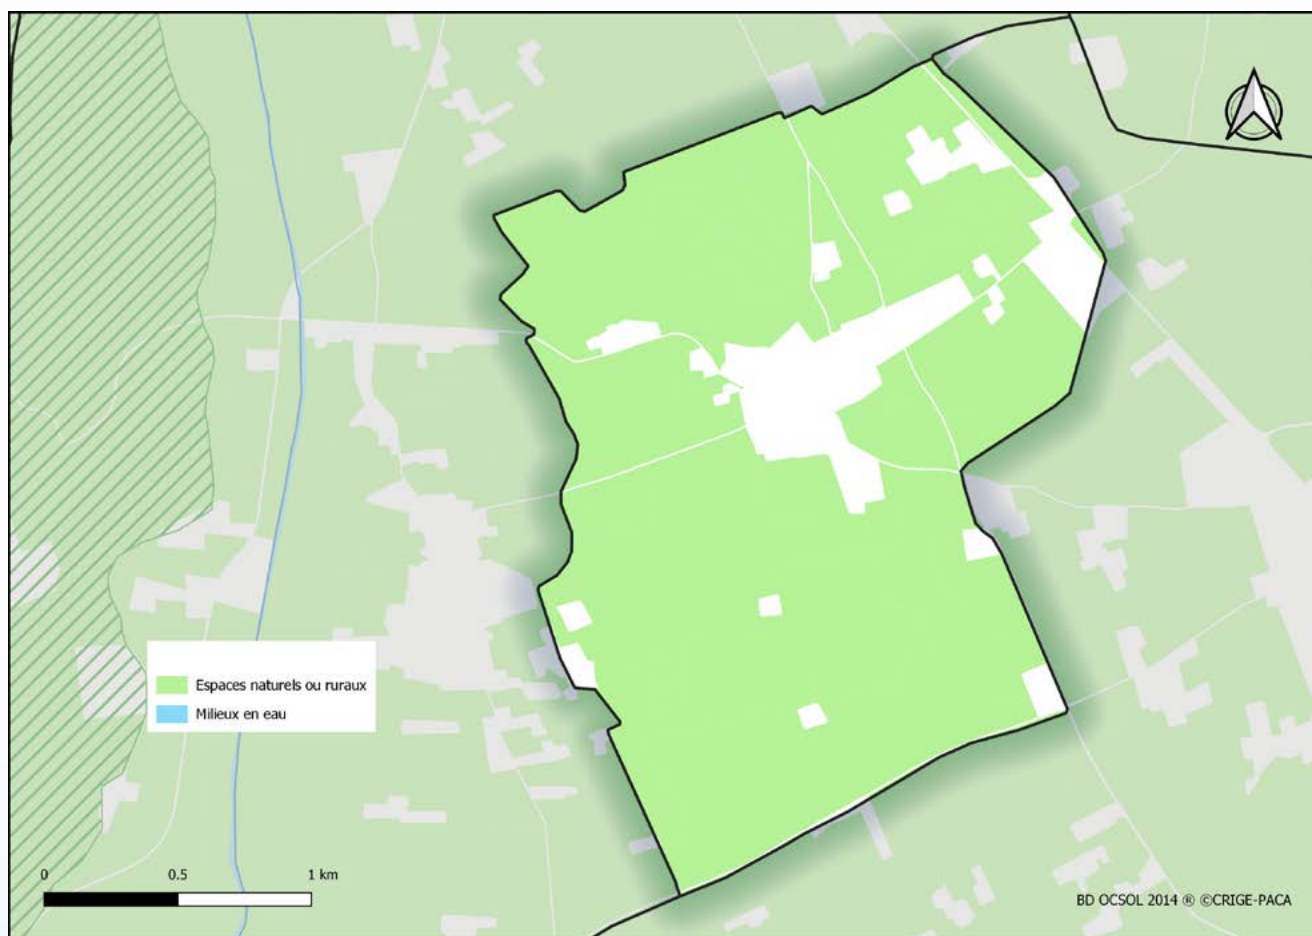 Espaces naturels ou ruraux
Milieux en eau
0 0.5 1 km
BD OCSOL 2014 ® ©CRIGE-PACA